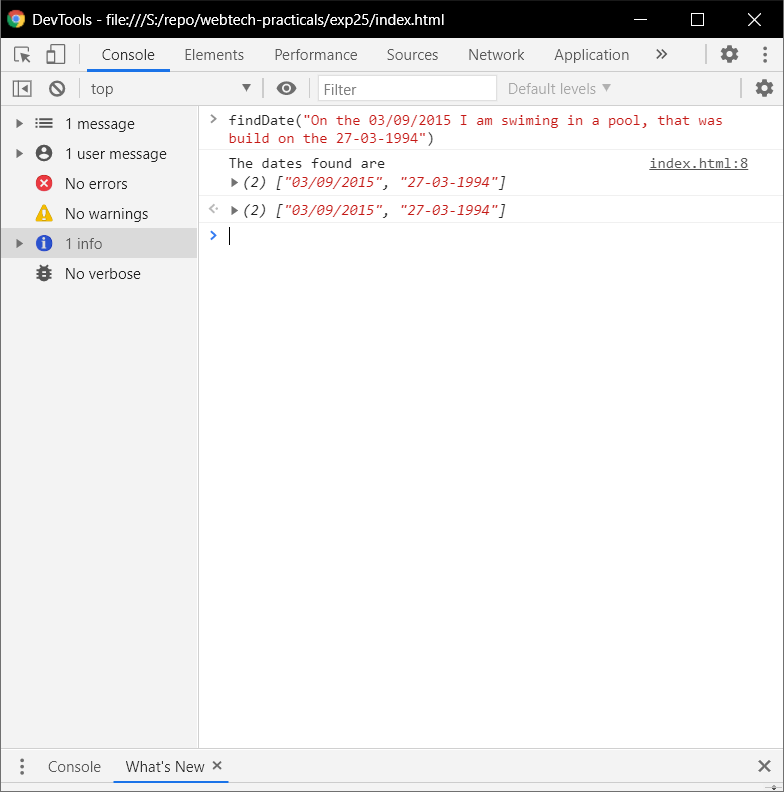 DevTools - file:///S:/repo/webtech-practicals/exp25/index.html
Console Elements Performance Sources Network Application »
top Filter Default levels
1 message
1 user message
No errors
No warnings
1 info
No verbose
> findDate("On the 03/09/2015 I am swiming in a pool, that was
build on the 27-03-1994")
The dates found are index.html:8
(2) ["03/09/2015", "27-03-1994"]
(2) ["03/09/2015", "27-03-1994"]
>
Console What's New